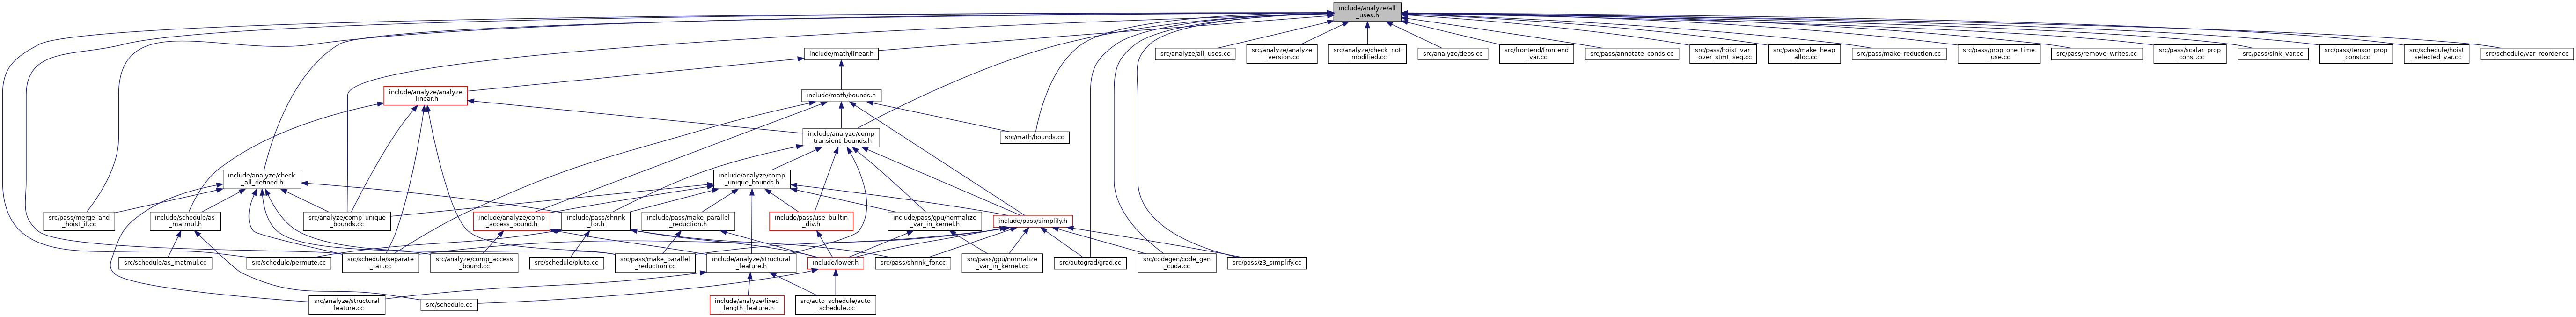 include/analyze/all
_uses.h
include/math/linear.h
src/analyze/all_uses.cc
src/analyze/analyze
_version.cc
src/analyze/check_not
_modified.cc
src/analyze/deps.cc
src/frontend/frontend
_var.cc
src/pass/annotate_conds.cc
src/pass/hoist_var
_over_stmt_seq.cc
src/pass/make_heap
_alloc.cc
src/pass/make_reduction.cc
src/pass/prop_one_time
_use.cc
src/pass/remove_writes.cc
src/pass/scalar_prop
_const.cc
src/pass/sink_var.cc
src/pass/tensor_prop
_const.cc
src/schedule/hoist
_selected_var.cc
src/schedule/var_reorder.cc
include/analyze/analyze
_linear.h
include/math/bounds.h
include/analyze/comp
_transient_bounds.h
src/math/bounds.cc
include/analyze/check
_all_defined.h
include/analyze/comp
_unique_bounds.h
src/pass/merge_and
_hoist_if.cc
include/schedule/as
_matmul.h
src/analyze/comp_unique
_bounds.cc
include/analyze/comp
_access_bound.h
include/pass/shrink
_for.h
include/pass/make_parallel
_reduction.h
include/pass/use_builtin
_div.h
include/pass/gpu/normalize
_var_in_kernel.h
include/pass/simplify.h
src/schedule/as_matmul.cc
src/schedule/permute.cc
src/schedule/separate
_tail.cc
src/analyze/comp_access
_bound.cc
src/schedule/pluto.cc
src/pass/make_parallel
_reduction.cc
include/analyze/structural
_feature.h
include/lower.h
src/pass/shrink_for.cc
src/pass/gpu/normalize
_var_in_kernel.cc
src/autograd/grad.cc
src/codegen/code_gen
_cuda.cc
src/pass/z3_simplify.cc
src/analyze/structural
_feature.cc
src/schedule.cc
include/analyze/fixed
_length_feature.h
src/auto_schedule/auto
_schedule.cc